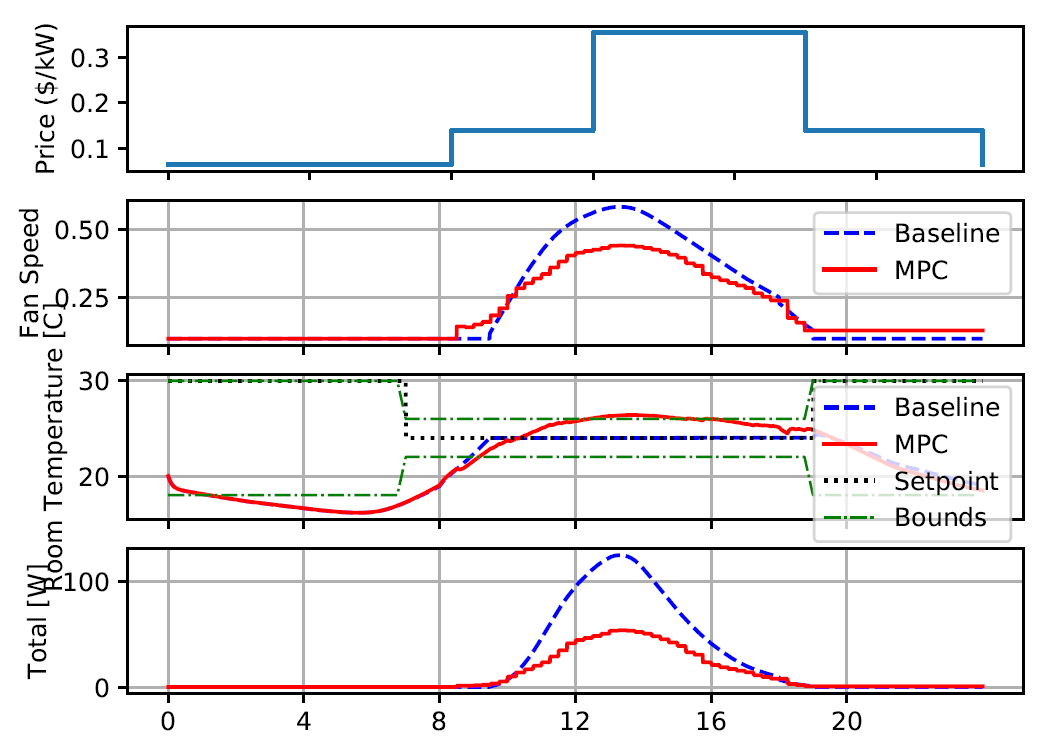 Price ($/kW)
0.3
0.2
0.1
Fan Speed
0.50
0.25
Baseline
MPC
Room Temperature [C]
30
20
Baseline
MPC
Setpoint
Bounds
Total [W]
100
0
0 4 8 12 16 20